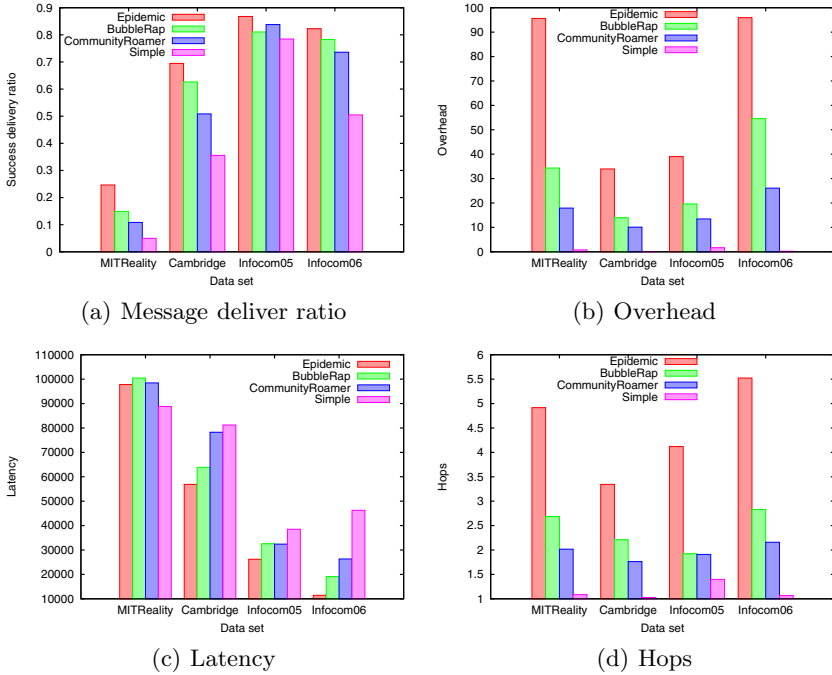 Success delivery ratio
0.9
0.8
0.7
0.6
0.5
0.4
0.3
0.2
0.1
0
Epidemic
BubbleRap
CommunityRoamer
Simple
MITReality Cambridge Infocom05 Infocom06
Data set
(a) Message deliver ratio
Overhead
100
90
80
70
60
50
40
30
20
10
0
Epidemic
BubbleRap
CommunityRoamer
Simple
MITReality Cambridge Infocom05 Infocom06
Data set
(b) Overhead
Latency
110000
100000
90000
80000
70000
60000
50000
40000
30000
20000
10000
Epidemic
BubbleRap
CommunityRoamer
Simple
MITReality Cambridge Infocom05 Infocom06
Data set
(c) Latency
Hops
6
5.5
5
4.5
4
3.5
3
2.5
2
1.5
1
Epidemic
BubbleRap
CommunityRoamer
Simple
MITReality Cambridge Infocom05 Infocom06
Data set
(d) Hops